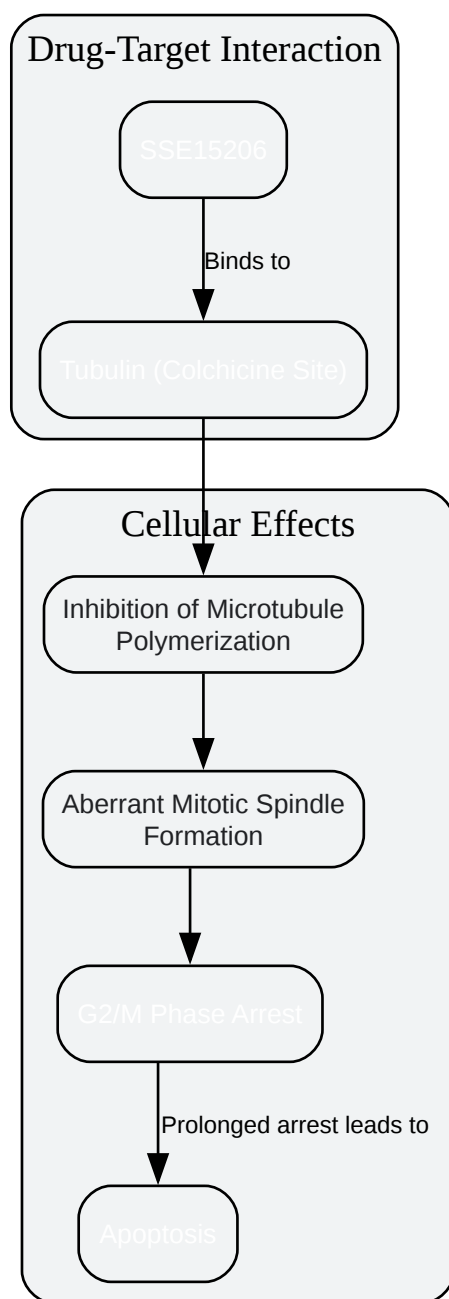 Drug-Target Interaction
SSE15206
Binds to
Tubulin (Colchicine Site)
Cellular Effects
Inhibition of Microtubule
Polymerization
Aberrant Mitotic Spindle
Formation
G2/M Phase Arrest
Prolonged arrest leads to
Apoptosis